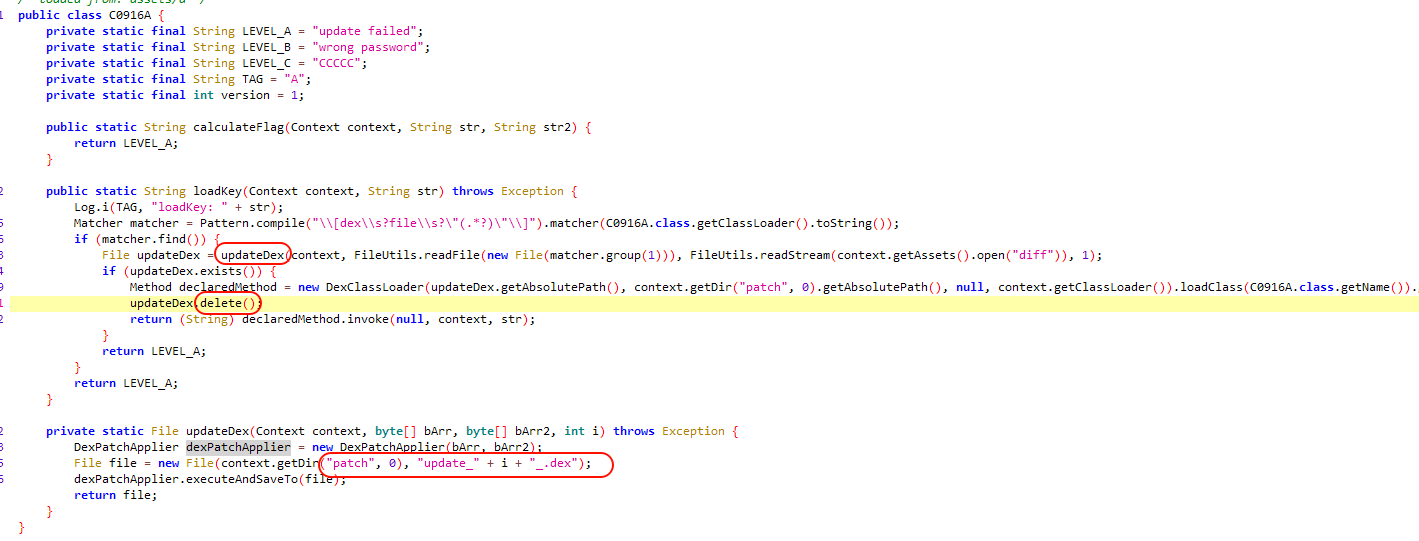 /* loaded from: assets/a */
1 public class C0916A {
private static final String LEVEL_A = "update failed";
private static final String LEVEL_B = "wrong password";
private static final String LEVEL_C = "CCCCC";
private static final String TAG = "A";
private static final int version = 1;
public static String calculateFlag(Context context, String str, String str2) {
return LEVEL_A;
}
2 public static String loadKey(Context context, String str) throws Exception {
Log.i(TAG, "loadKey: " + str);
5 Matcher matcher = Pattern.compile("\\[dex\\s?file\\s?\"(.*?)\"\\]").matcher(C0916A.class.getClassLoader().toString());
5 if (matcher.find()) {
3 File updateDex = updateDex(context, FileUtils.readFile(new File(matcher.group(1))), FileUtils.readStream(context.getAssets().open("diff")), 1);
4 if (updateDex.exists()) {
9 Method declaredMethod = new DexClassLoader(updateDex.getAbsolutePath(), context.getDir("patch", 0).getAbsolutePath(), null, context.getClassLoader()).loadClass(C0916A.class.getName()).
1 updateDex.delete();
2 return (String) declaredMethod.invoke(null, context, str);
}
return LEVEL_A;
}
return LEVEL_A;
}
2 private static File updateDex(Context context, byte[] bArr, byte[] bArr2, int i) throws Exception {
3 DexPatchApplier dexPatchApplier = new DexPatchApplier(bArr, bArr2);
5 File file = new File(context.getDir("patch", 0), "update_" + i + "_.dex");
6 dexPatchApplier.executeAndSaveTo(file);
return file;
}
}